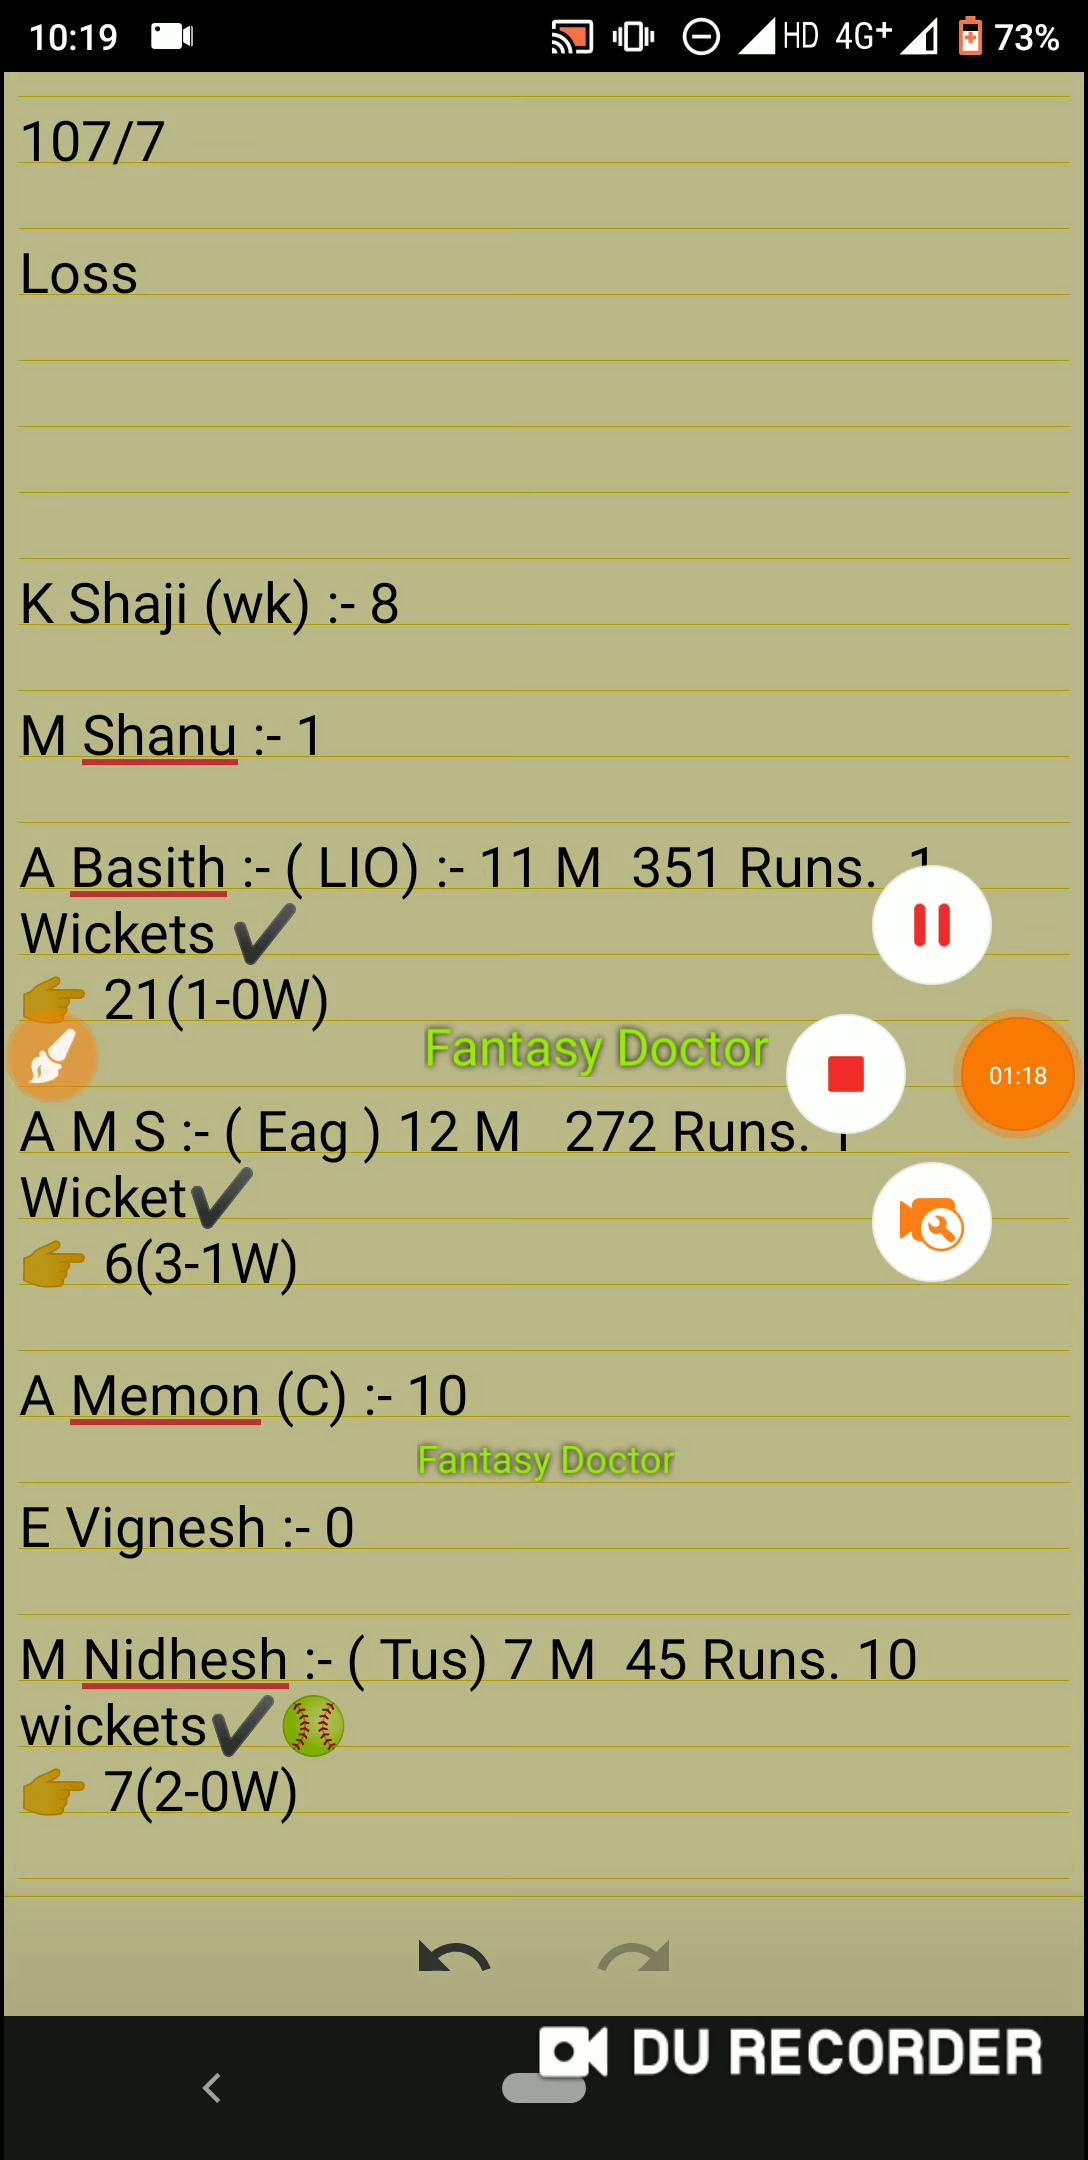 10:19 HD 4G+ 73%
107/7
Loss
K Shaji (wk) :- 8
M Shanu :- 1
A Basith :- ( LIO) :- 11 M 351 Runs. 1
Wickets ✔
👉 21(1-0W)
Fantasy Doctor
01:18
A M S :- ( Eag ) 12 M 272 Runs. 1
Wicket✔
👉 6(3-1W)
A Memon (C) :- 10
Fantasy Doctor
E Vignesh :- 0
M Nidhesh :- ( Tus) 7 M 45 Runs. 10
wickets✔🥎
👉 7(2-0W)
DU RECORDER